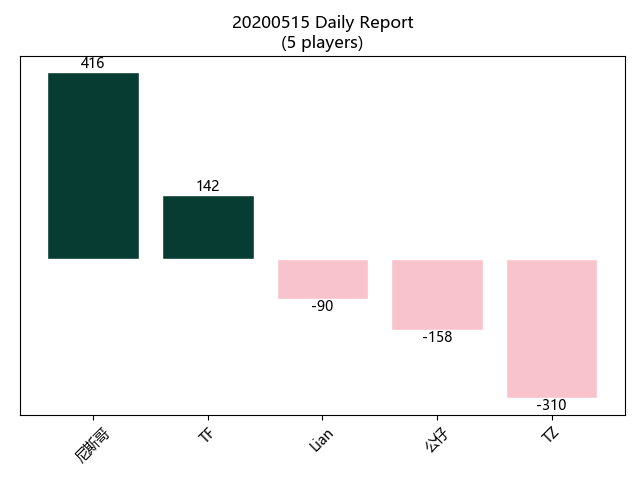 20200515 Daily Report
(5 players)
416
142
-90
-158
-310
尼斯哥
TF
Lian
公仔
TZ